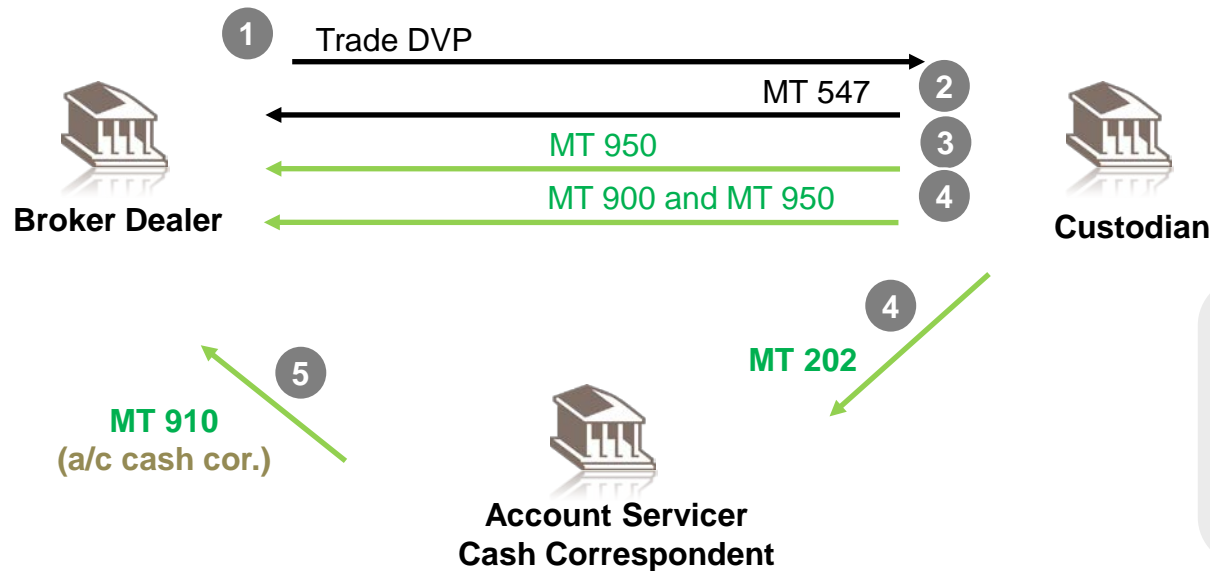 1
Trade DVP
MT 547
2
MT 950
3
MT 900 and MT 950
4
Broker Dealer
Custodian
4
MT 202
5
MT 910
(a/c cash cor.)
Account Servicer
Cash Correspondent